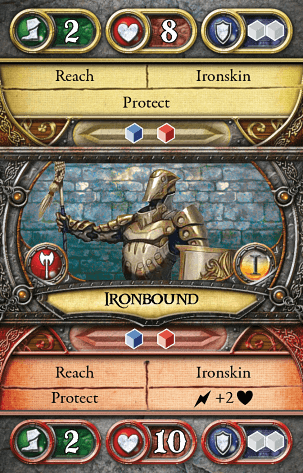 2 8
Reach Ironskin
Protect
I
IRONBOUND
Reach Ironskin
Protect +2
2 10